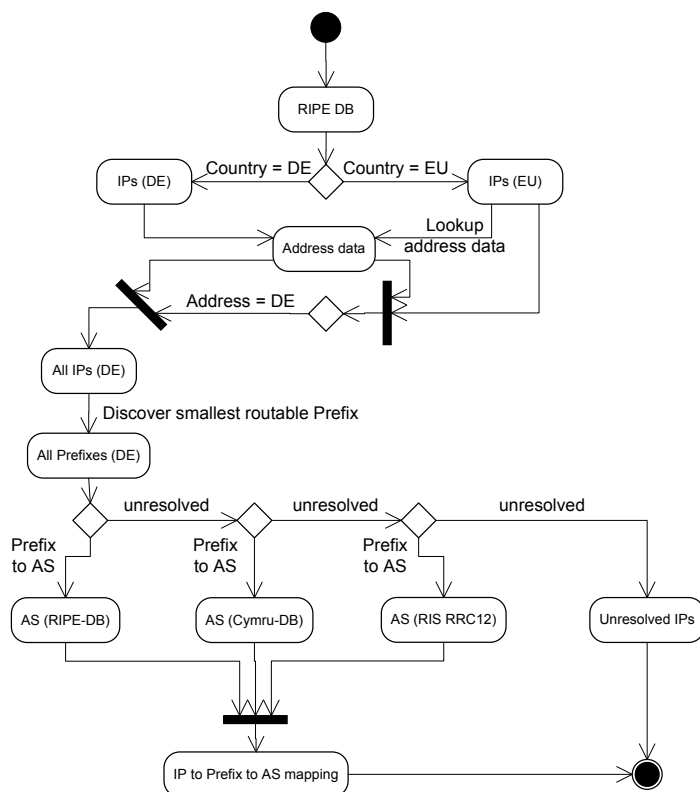 RIPE DB
Country = DE
Country = EU
IPs (DE)
IPs (EU)
Lookup
address data
Address data
Address = DE
All IPs (DE)
Discover smallest routable Prefix
All Prefixes (DE)
unresolved
unresolved
unresolved
Prefix
to AS
Prefix
to AS
Prefix
to AS
AS (RIPE-DB)
AS (Cymru-DB)
AS (RIS RRC12)
Unresolved IPs
IP to Prefix to AS mapping